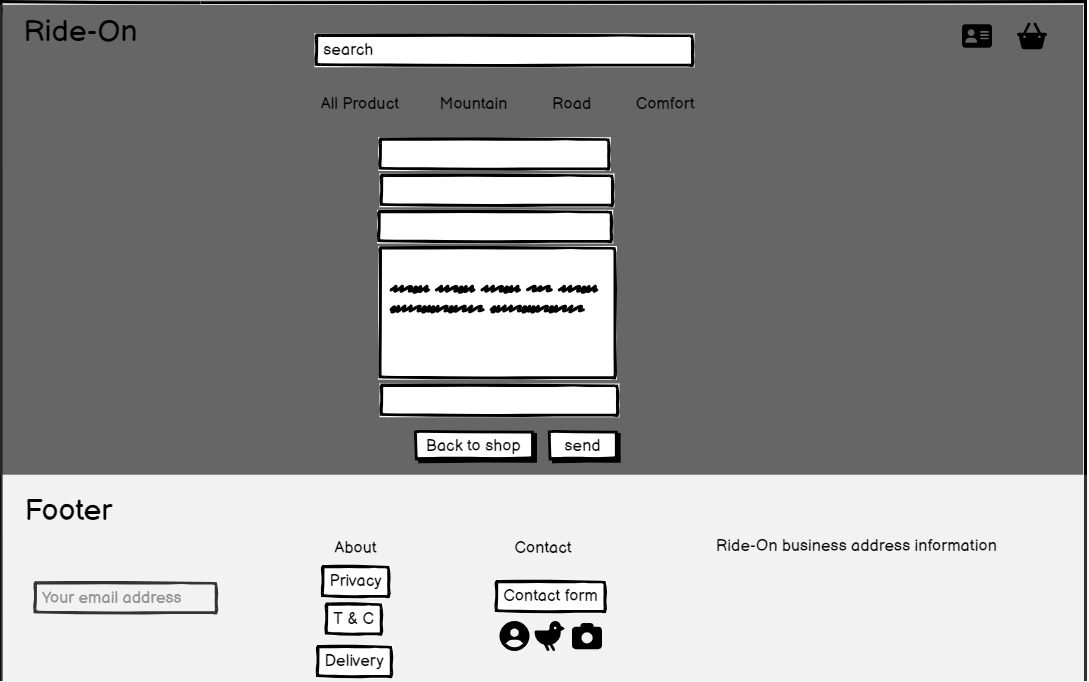 Ride-On
search
All Product Mountain Road Comfort
Back to shop send
Footer
About Contact Ride-On business address information
Privacy
Your email address Contact form
T & C
Delivery